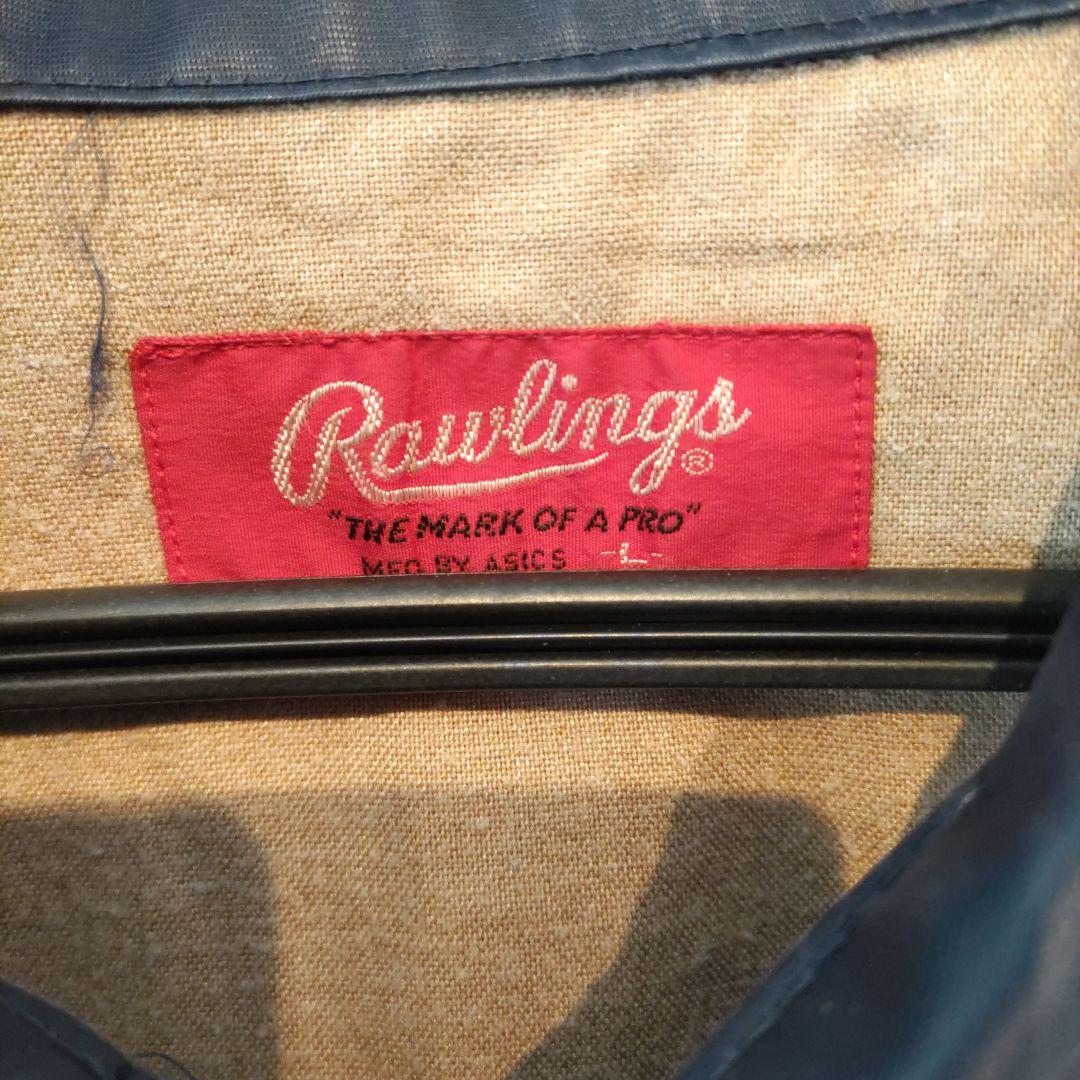 Rawlings®
"THE MARK OF A PRO"
MFG BY ASICS -L-